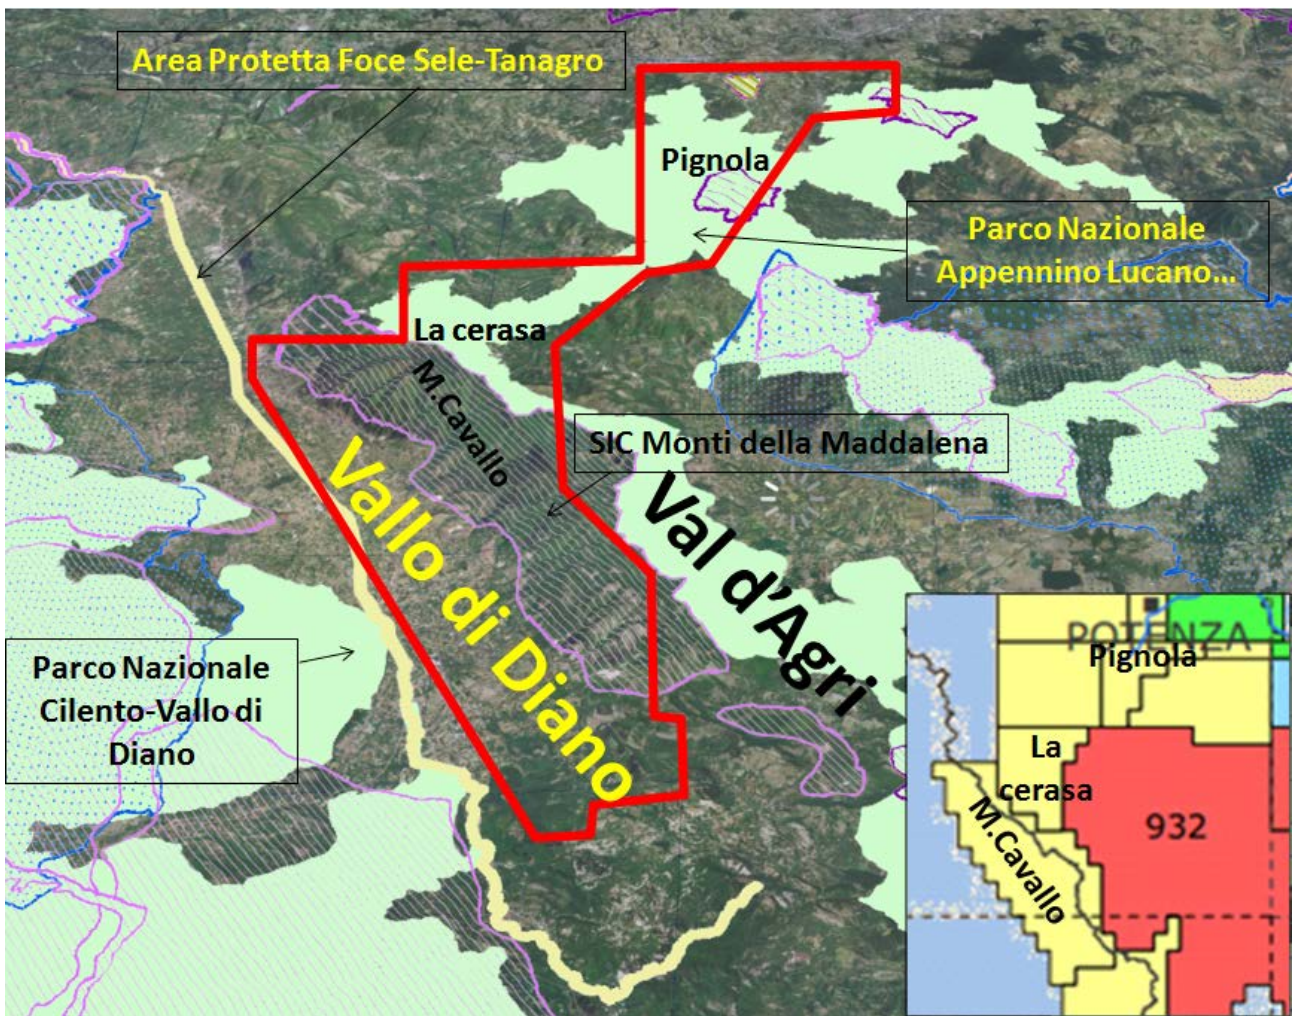 Area Protetta Foce Sele-Tanagro
Pignola
Parco Nazionale
Appennino Lucano...
La cerasa
M.Cavallo
SIC Monti della Maddalena
Vallo di Diano
Val d'Agri
Parco Nazionale
Cilento-Vallo di
Diano
POTENZA
Pignola
La
cerasa
932
M.Cavallo